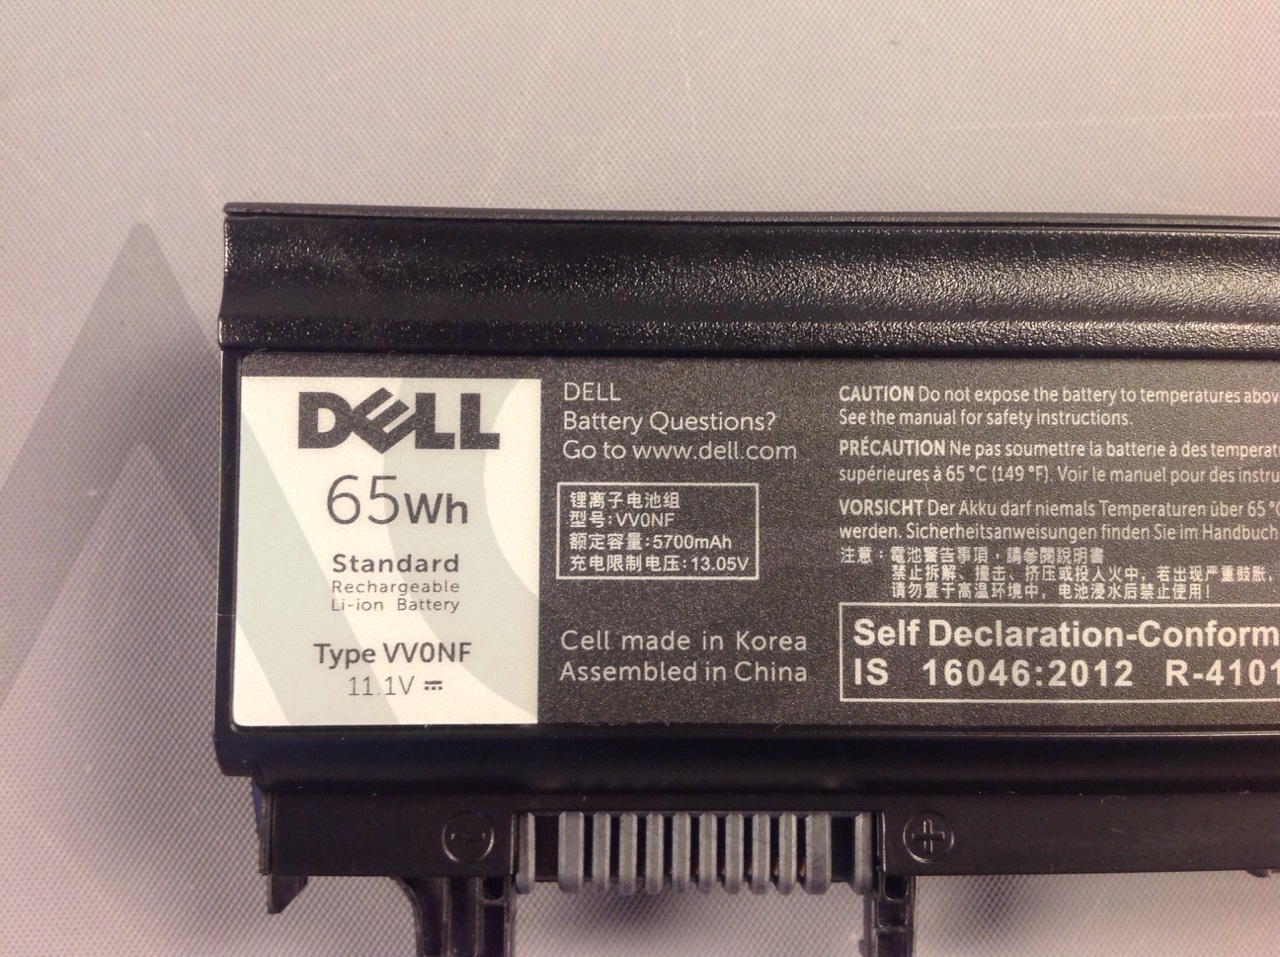 DELL
65Wh
Standard
Rechargeable
Li-ion Battery
Type VV0NF
11.1V ⎓
DELL
Battery Questions?
Go to www.dell.com
锂离子电池组
型号:VV0NF
额定容量:5700mAh
充电限制电压:13.05V
Cell made in Korea
Assembled in China
CAUTION Do not expose the battery to temperatures
See the manual for safety instructions.
PRÉCAUTION Ne pas soumettre la batterie à des
supérieures à 65 °C (149 °F). Voir le manuel pour des
VORSICHT Der Akku darf niemals Temperaturen über 65
werden. Sicherheitsanweisungen finden Sie im Handbuch
注意：電池警告事項，請參閱說明書
禁止拆解、撞击、挤压或投入火中，若出现严重鼓胀，
请勿置于高温环境中，电池浸水后禁止使用！
Self Declaration-Conform
IS 16046:2012 R-4101
- +